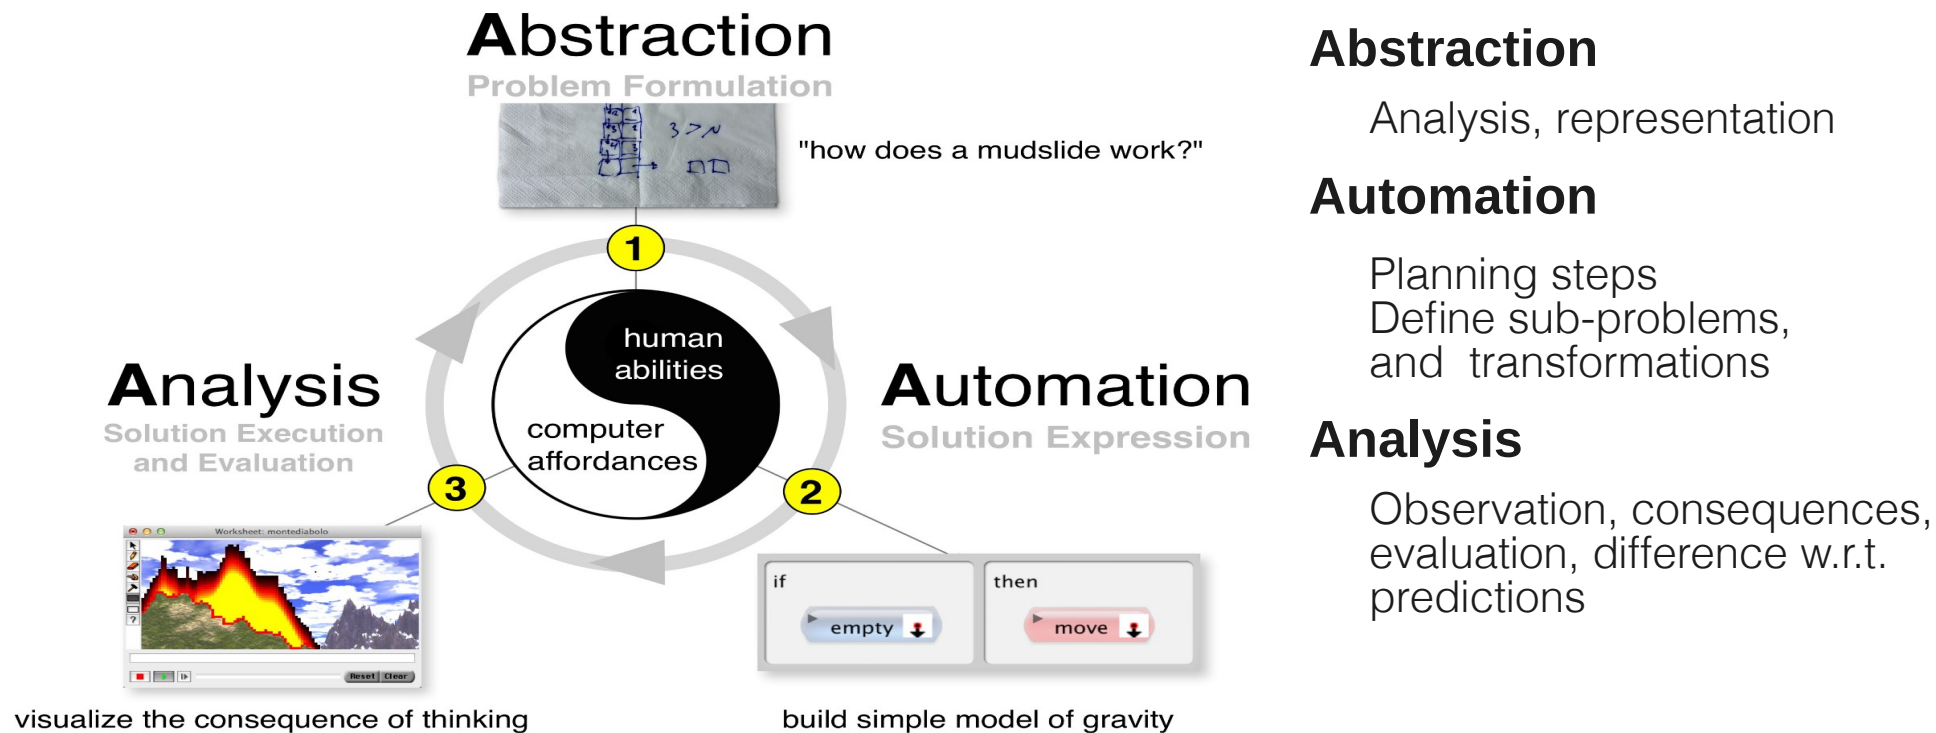 Abstraction
Problem Formulation
3 > N
"how does a mudslide work?"
1
human
abilities
computer
affordances
Automation
Solution Expression
2
if
empty
then
move
build simple model of gravity
Analysis
Solution Execution
and Evaluation
3
Worksheet: montediabolo
?
Reset
Clear
visualize the consequence of thinking
Abstraction
Analysis, representation
Automation
Planning steps
Define sub-problems,
and transformations
Analysis
Observation, consequences,
evaluation, difference w.r.t.
predictions